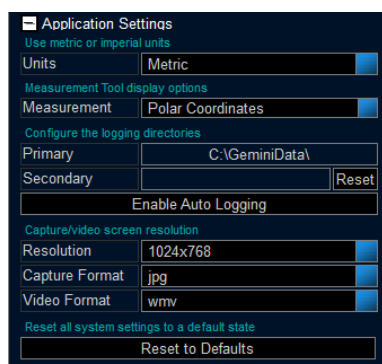 Application Settings
Use metric or imperial units
Units Metric
Measurement Tool display options
Measurement Polar Coordinates
Configure the logging directories
Primary C:\GeminiData\
Secondary Reset
Enable Auto Logging
Capture/video screen resolution
Resolution 1024x768
Capture Format jpg
Video Format wmv
Reset all system settings to a default state
Reset to Defaults